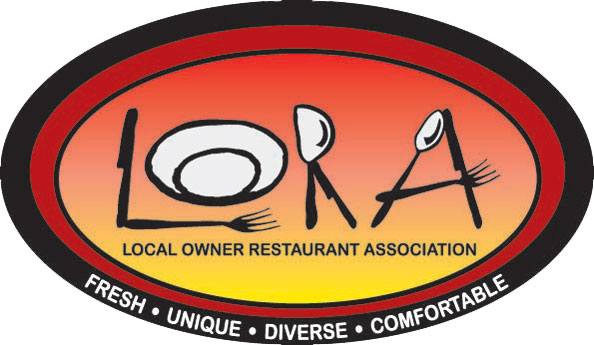 LORA
LOCAL OWNER RESTAURANT ASSOCIATION
FRESH • UNIQUE • DIVERSE • COMFORTABLE